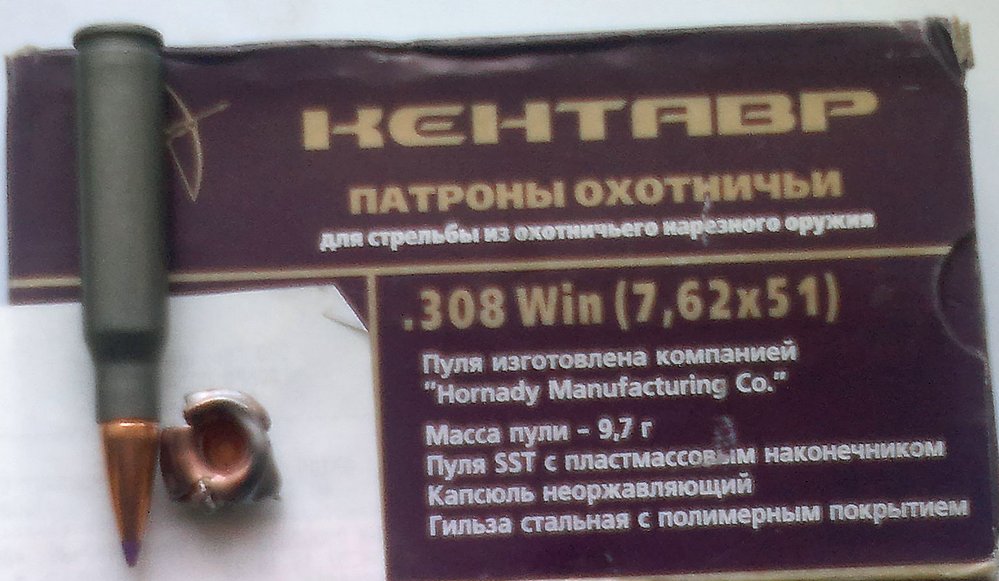 КЕНТАВР
ПАТРОНЫ ОХОТНИЧЬИ
для стрельбы из охотничьего нарезного оружия
.308 Win (7,62x51)
Пуля изготовлена компанией
"Hornady Manufacturing Co."
Масса пули - 9,7 г
Пуля SST с пластмассовым наконечником
Капсюль неоржавляющий
Гильза стальная с полимерным покрытием